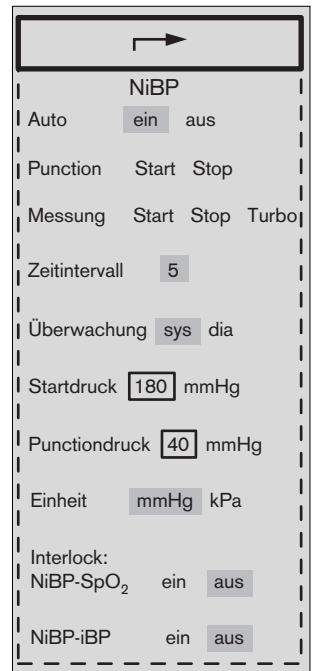 NiBP
Auto ein aus
Punction Start Stop
Messung Start Stop Turbo
Zeitintervall 5
Überwachung sys dia
Startdruck 180 mmHg
Punctiondruck 40 mmHg
Einheit mmHg kPa
Interlock:
NiBP-SpO₂ ein aus
NiBP-iBP ein aus